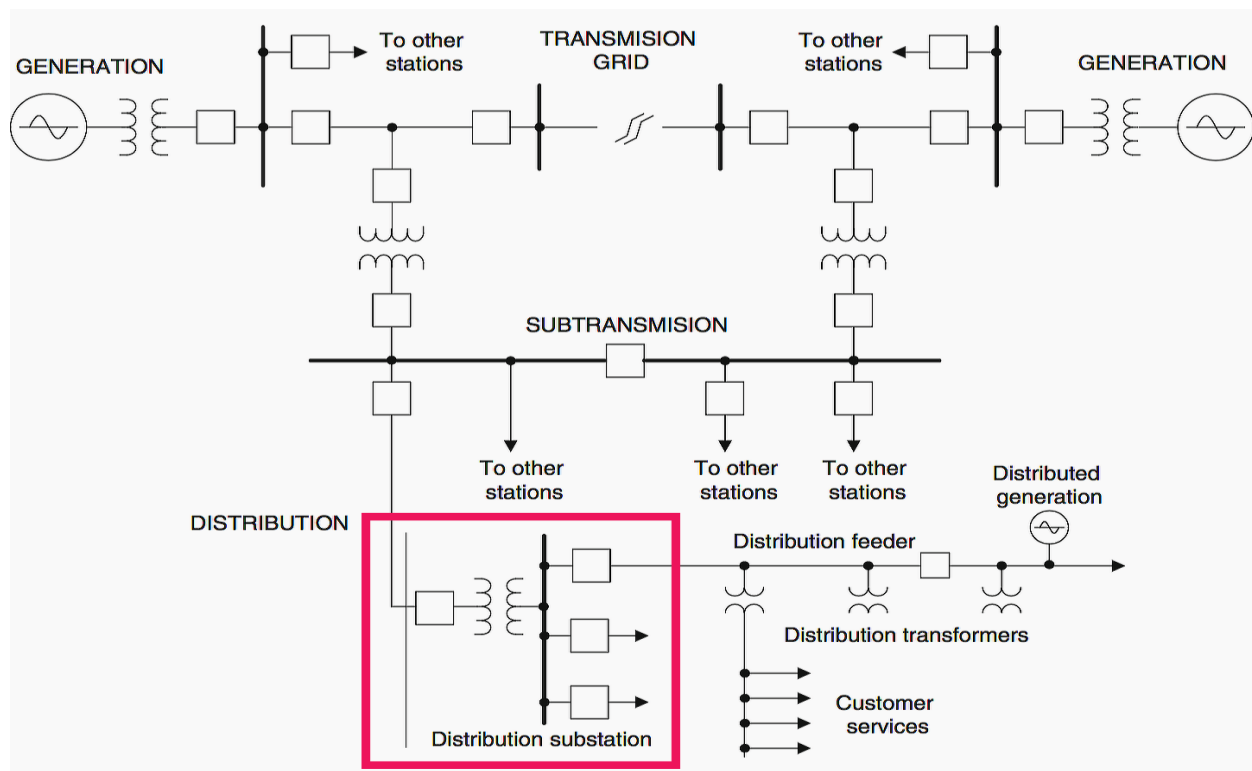 GENERATION
To other
stations
TRANSMISION
GRID
To other
stations
GENERATION
SUBTRANSMISION
To other
stations
To other
stations
To other
stations
Distributed
generation
DISTRIBUTION
Distribution feeder
Distribution transformers
Distribution substation
Customer
services